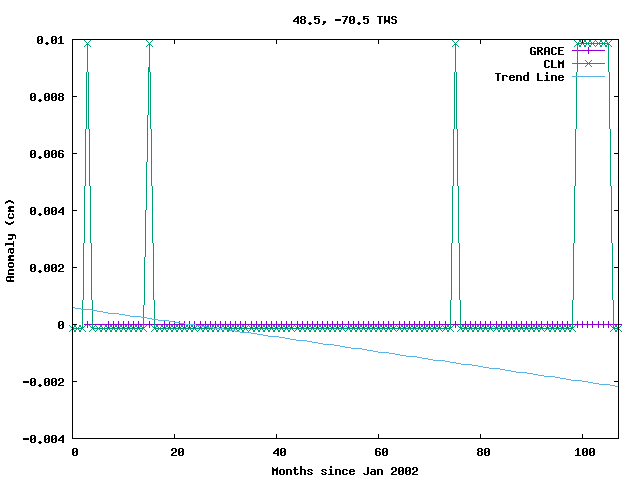 48.5, -70.5 TWS
0.01
0.008
0.006
0.004
0.002
0
-0.002
-0.004
Anomaly (cm)
GRACE
CLM
Trend Line
0 20 40 60 80 100
Months since Jan 2002